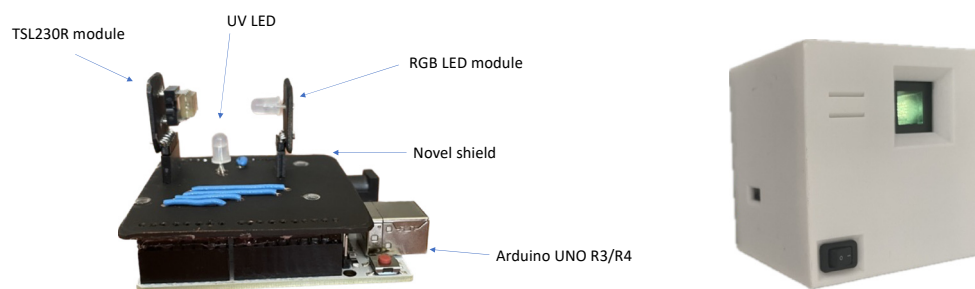 UV LED
TSL230R module
RGB LED module
Novel shield
Arduino UNO R3/R4